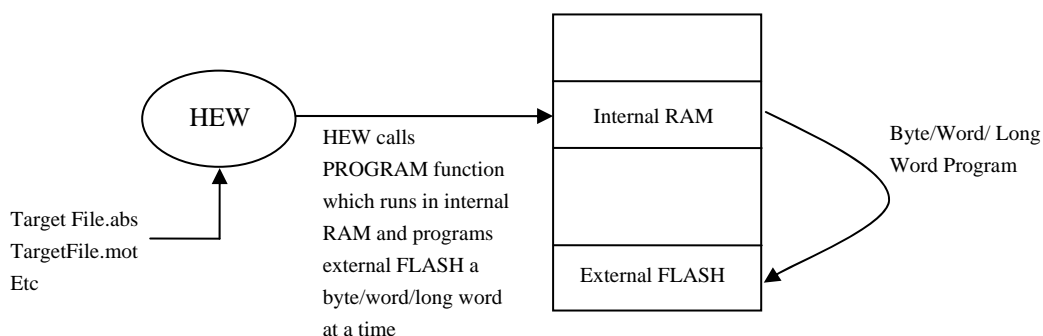 HEW
HEW calls
PROGRAM function
which runs in internal
RAM and programs
external FLASH a
byte/word/long word
at a time
Target File.abs
TargetFile.mot
Etc
Internal RAM
External FLASH
Byte/Word/ Long
Word Program